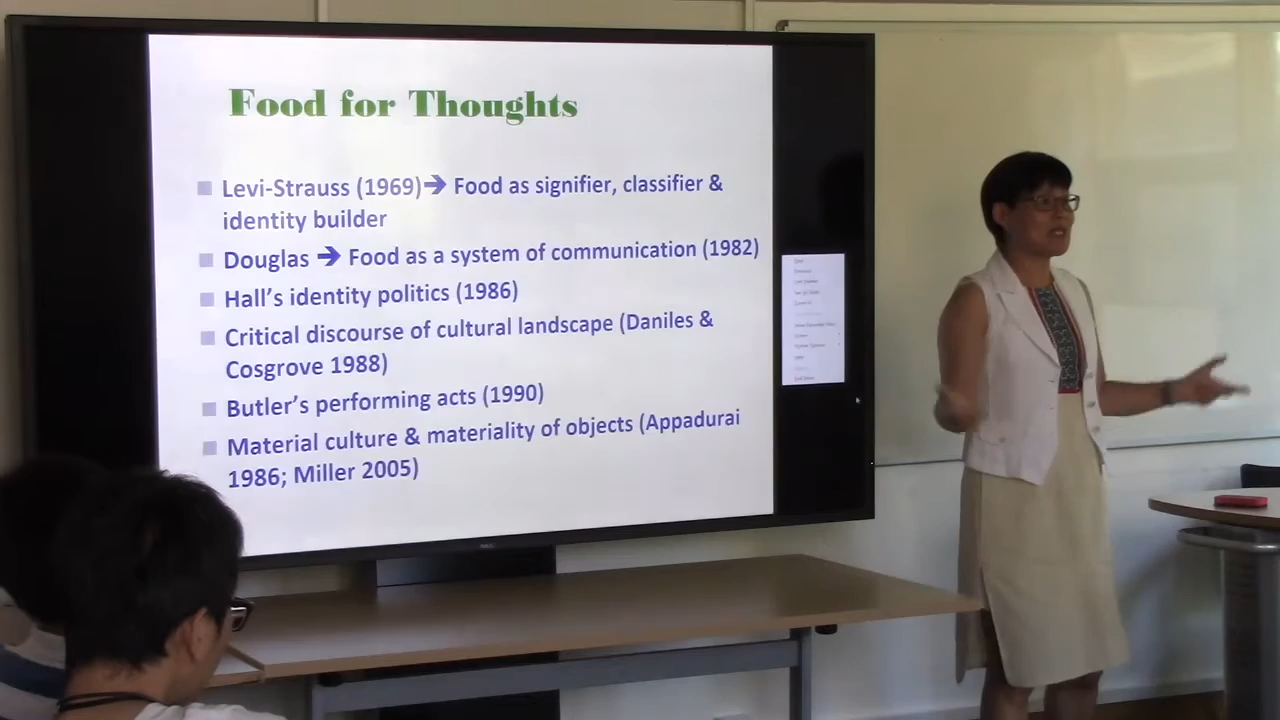 Food for Thoughts
Levi-Strauss (1969)➔ Food as signifier, classifier &
identity builder
Douglas ➔ Food as a system of communication (1982)
Hall's identity politics (1986)
Critical discourse of cultural landscape (Daniles &
Cosgrove 1988)
Butler's performing acts (1990)
Material culture & materiality of objects (Appadurai
1986; Miller 2005)